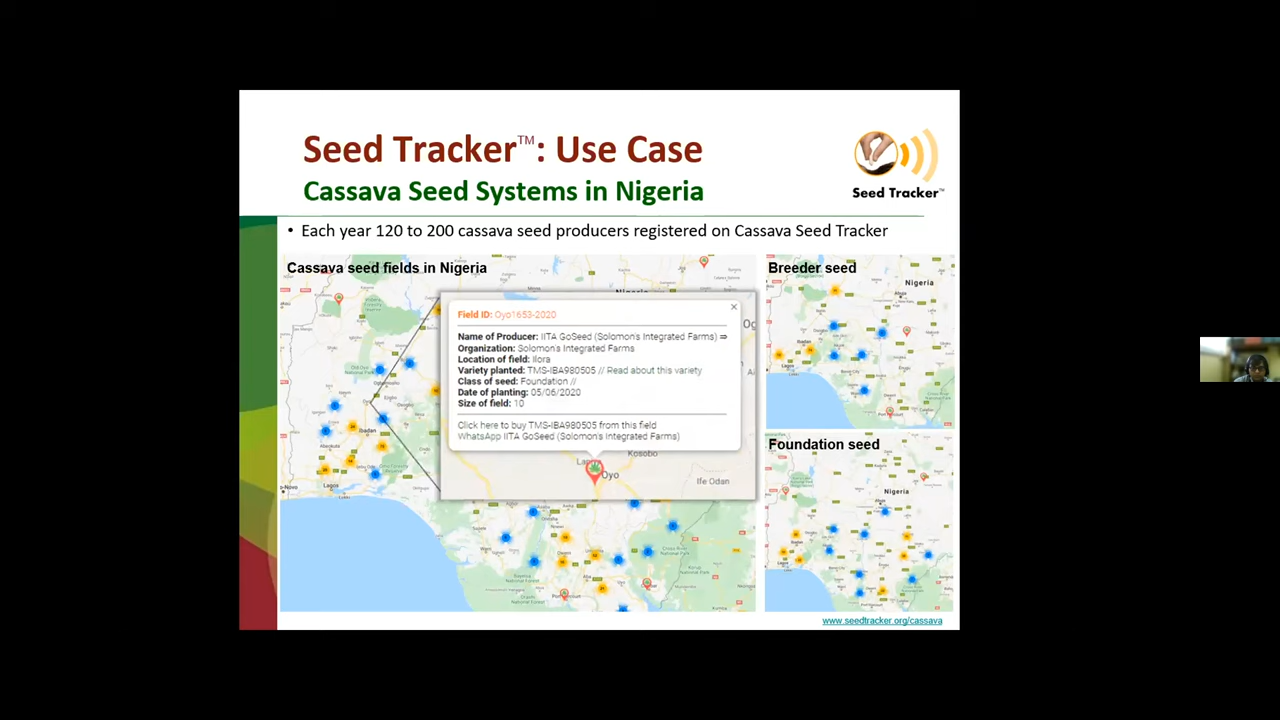 Seed Tracker™: Use Case
Cassava Seed Systems in Nigeria
Seed Tracker™
• Each year 120 to 200 cassava seed producers registered on Cassava Seed Tracker
Cassava seed fields in Nigeria
Field ID: Oyo1653-2020
Name of Producer: IITA GoSeed (Solomon's Integrated Farms) ⇒
Organization: Solomon's Integrated Farms
Location of field: Ilora
Variety planted: TMS-IBA980505 // Read about this variety
Class of seed: Foundation //
Date of planting: 05/06/2020
Size of field: 10
Click here to buy TMS-IBA980505 from this field
WhatsApp IITA GoSeed (Solomon's Integrated Farms)
Kosobo
Oyo
Ife Odan
Ibadan
Lagos
Breeder seed
Nigeria
Foundation seed
Nigeria
www.seedtracker.org/cassava